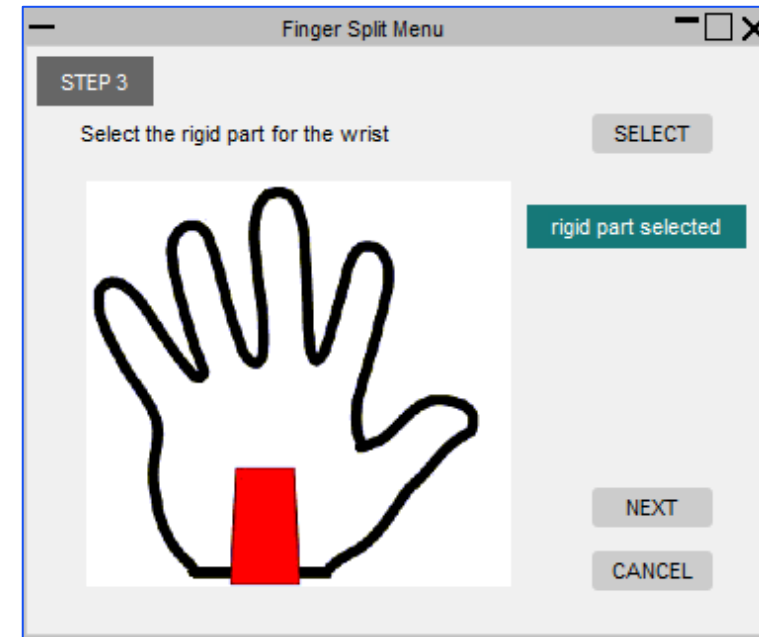 Finger Split Menu
STEP 3
Select the rigid part for the wrist
SELECT
rigid part selected
NEXT
CANCEL